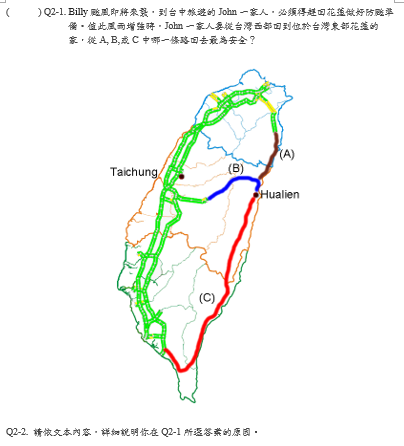 (　　) Q2-1. Billy 颱風即將來襲，到台中旅遊的 John 一家人，必須得趕回花蓮做好防颱準
備。值此風雨增強時，John 一家人要從台灣西部回到位於台灣東部花蓮的
家，從 A, B,或 C 中哪一條路回去最為安全？
(A)
(B)
Taichung
Hualien
(C)
Q2-2. 請依文本內容，詳細說明你在 Q2-1 所選答案的原因。